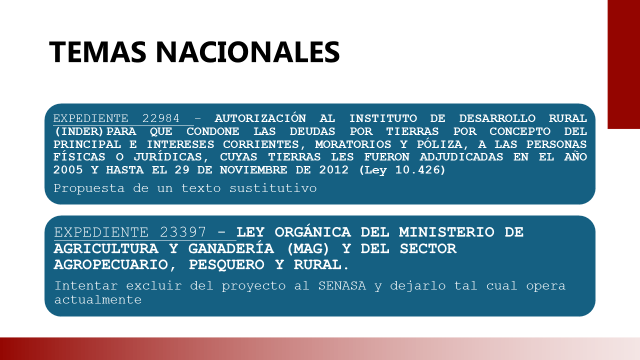 TEMAS NACIONALES
EXPEDIENTE 22984 – AUTORIZACIÓN AL INSTITUTO DE DESARROLLO RURAL
(INDER)PARA QUE CONDONE LAS DEUDAS POR TIERRAS POR CONCEPTO DEL
PRINCIPAL E INTERESES CORRIENTES, MORATORIOS Y PÓLIZA, A LAS PERSONAS
FÍSICAS O JURÍDICAS, CUYAS TIERRAS LES FUERON ADJUDICADAS EN EL AÑO
2005 Y HASTA EL 29 DE NOVIEMBRE DE 2012 (Ley 10.426)
Propuesta de un texto sustitutivo
EXPEDIENTE 23397 – LEY ORGÁNICA DEL MINISTERIO DE
AGRICULTURA Y GANADERÍA (MAG) Y DEL SECTOR
AGROPECUARIO, PESQUERO Y RURAL.
Intentar excluir del proyecto al SENASA y dejarlo tal cual opera
actualmente